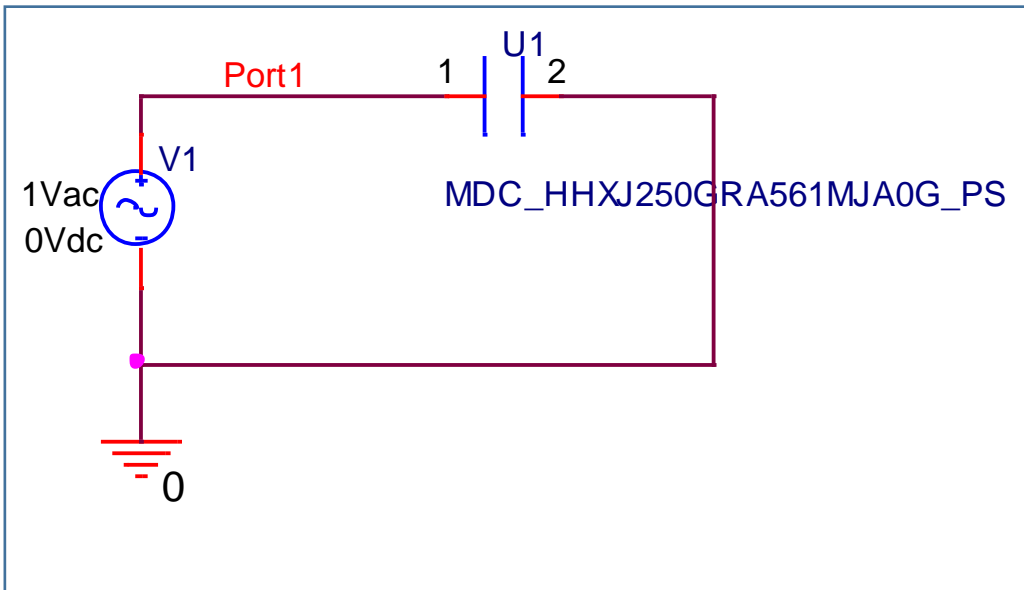 U1
Port1
1
2
V1
1Vac
0Vdc
MDC_HHXJ250GRA561MJA0G_PS
0